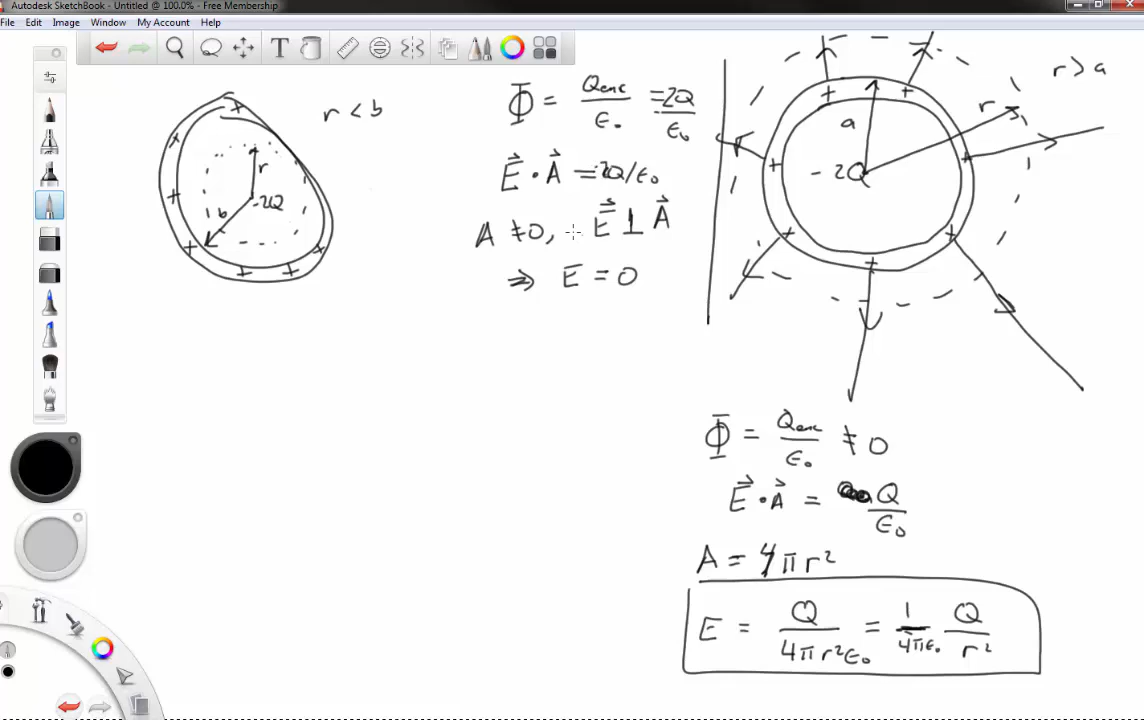 Autodesk SketchBook - Untitled @ 100.0% - Free Membership
File Edit Image Window My Account Help
r < b
+ + + + + + +
r
b
-2Q
Φ = Qenc/ε₀ = 2Q/ε₀
E⃗ · A⃗ = 2Q/ε₀
A ≠ 0, - E⃗ ⊥ A⃗
⇒ E = 0
r > a
+ + + + + + +
a
r
- 2Q
Φ = Qenc/ε₀ ≠ 0
E⃗ · A⃗ = Q/ε₀
A = 4πr²
E = Q/4πr²ε₀ = 1/4πε₀ Q/r²